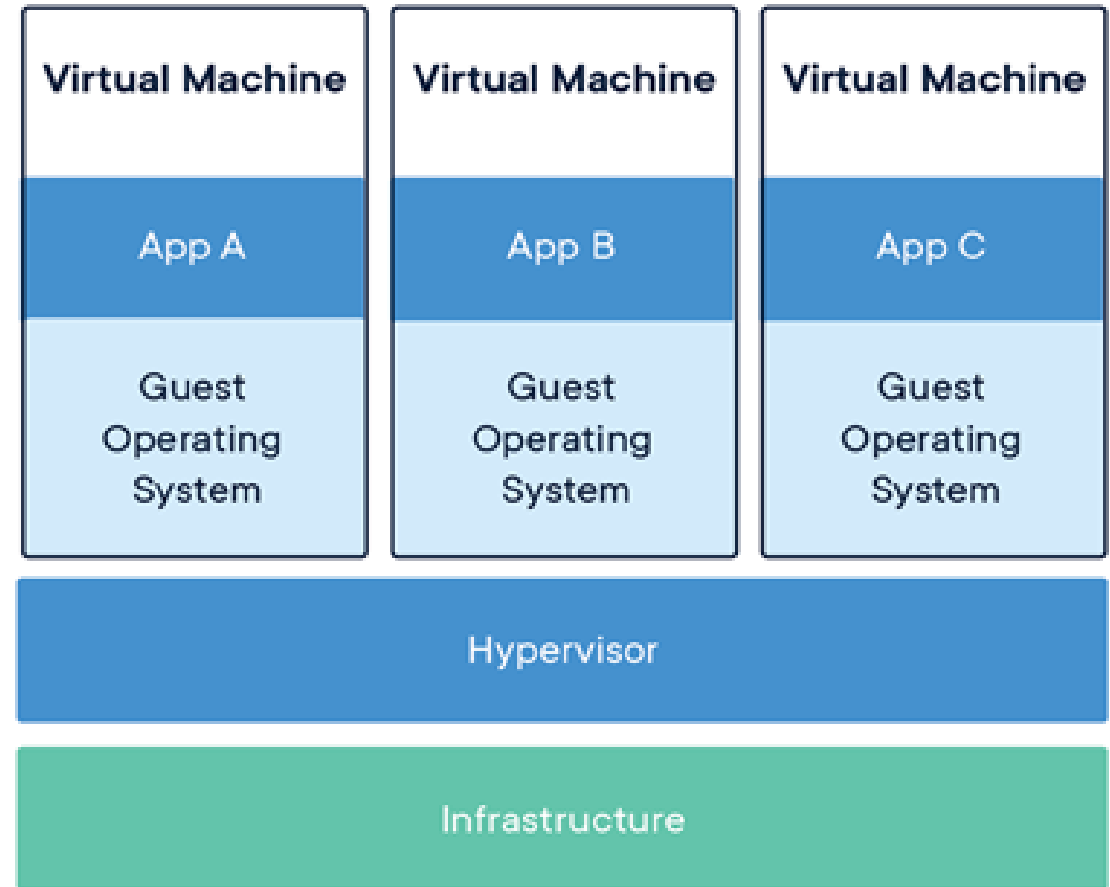 Virtual Machine
Virtual Machine
Virtual Machine
App A
App B
App C
Guest
Operating
System
Guest
Operating
System
Guest
Operating
System
Hypervisor
Infrastructure